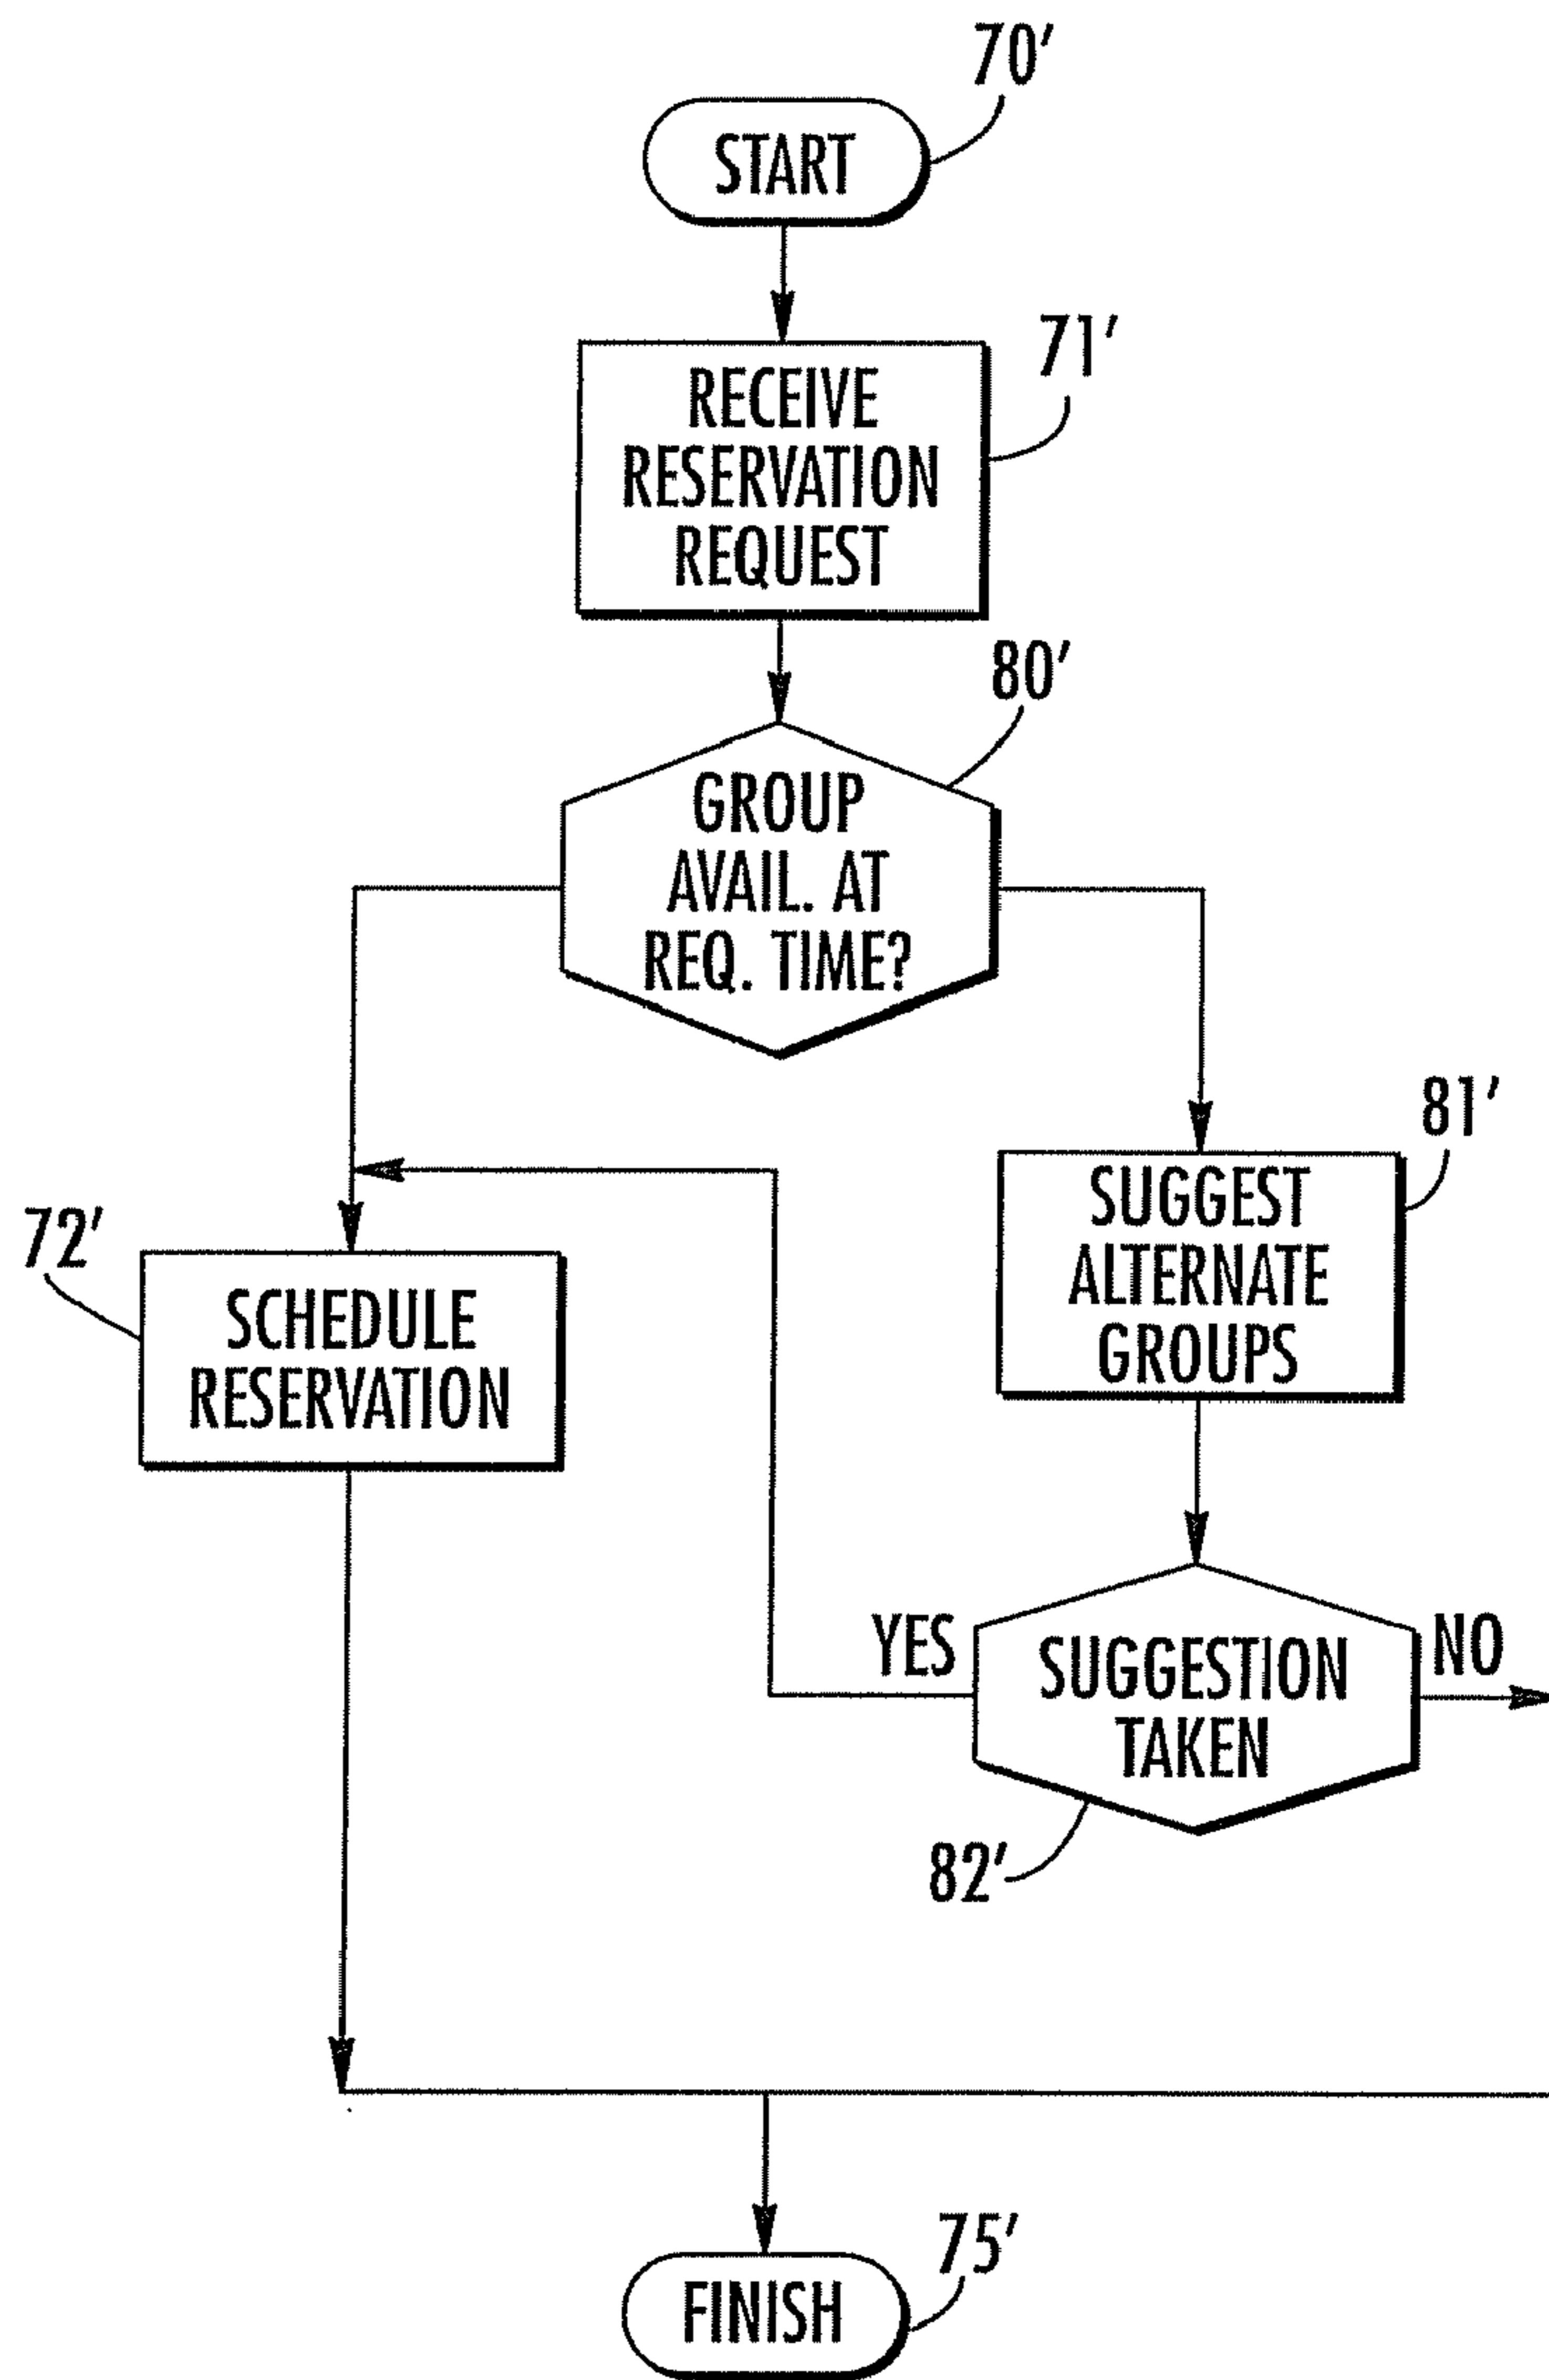 70'
START
71'
RECEIVE
RESERVATION
REQUEST
80'
GROUP
AVAIL. AT
REQ. TIME?
81'
SUGGEST
ALTERNATE
GROUPS
72'
SCHEDULE
RESERVATION
YES
SUGGESTION
TAKEN
NO
82'
75'
FINISH